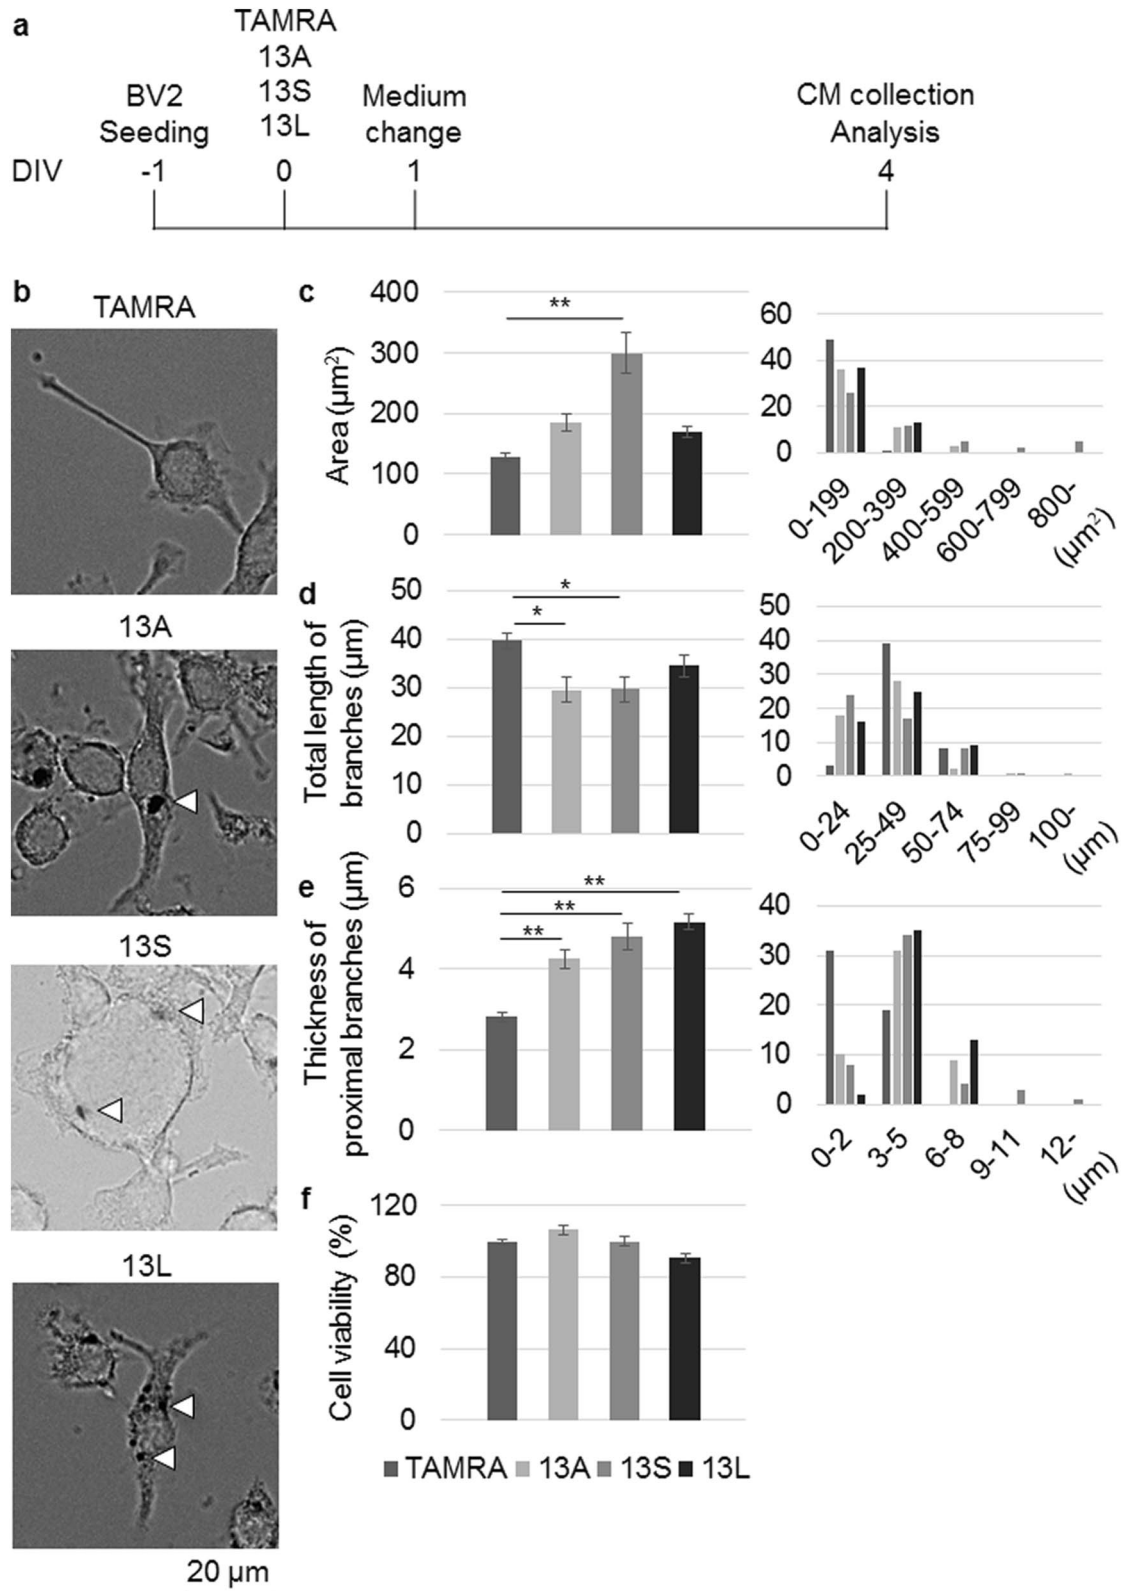 a
TAMRA
13A
13S
13L
BV2
Seeding
Medium
change
CM collection
Analysis
DIV
-1
0
1
4
b
TAMRA
13A
13S
13L
20 µm
c
Area (µm²)
400
300
200
100
0
**
60
40
20
0
0-199
200-399
400-599
600-799
800-
(µm²)
d
Total length of
branches (µm)
50
40
30
20
10
0
*
*
50
40
30
20
10
0
0-24
25-49
50-74
75-99
100-
(µm)
e
Thickness of
proximal branches (µm)
6
4
2
0
**
**
**
40
30
20
10
0
0-2
3-5
6-8
9-11
12-
(µm)
f
Cell viability (%)
120
80
40
0
TAMRA 13A 13S 13L